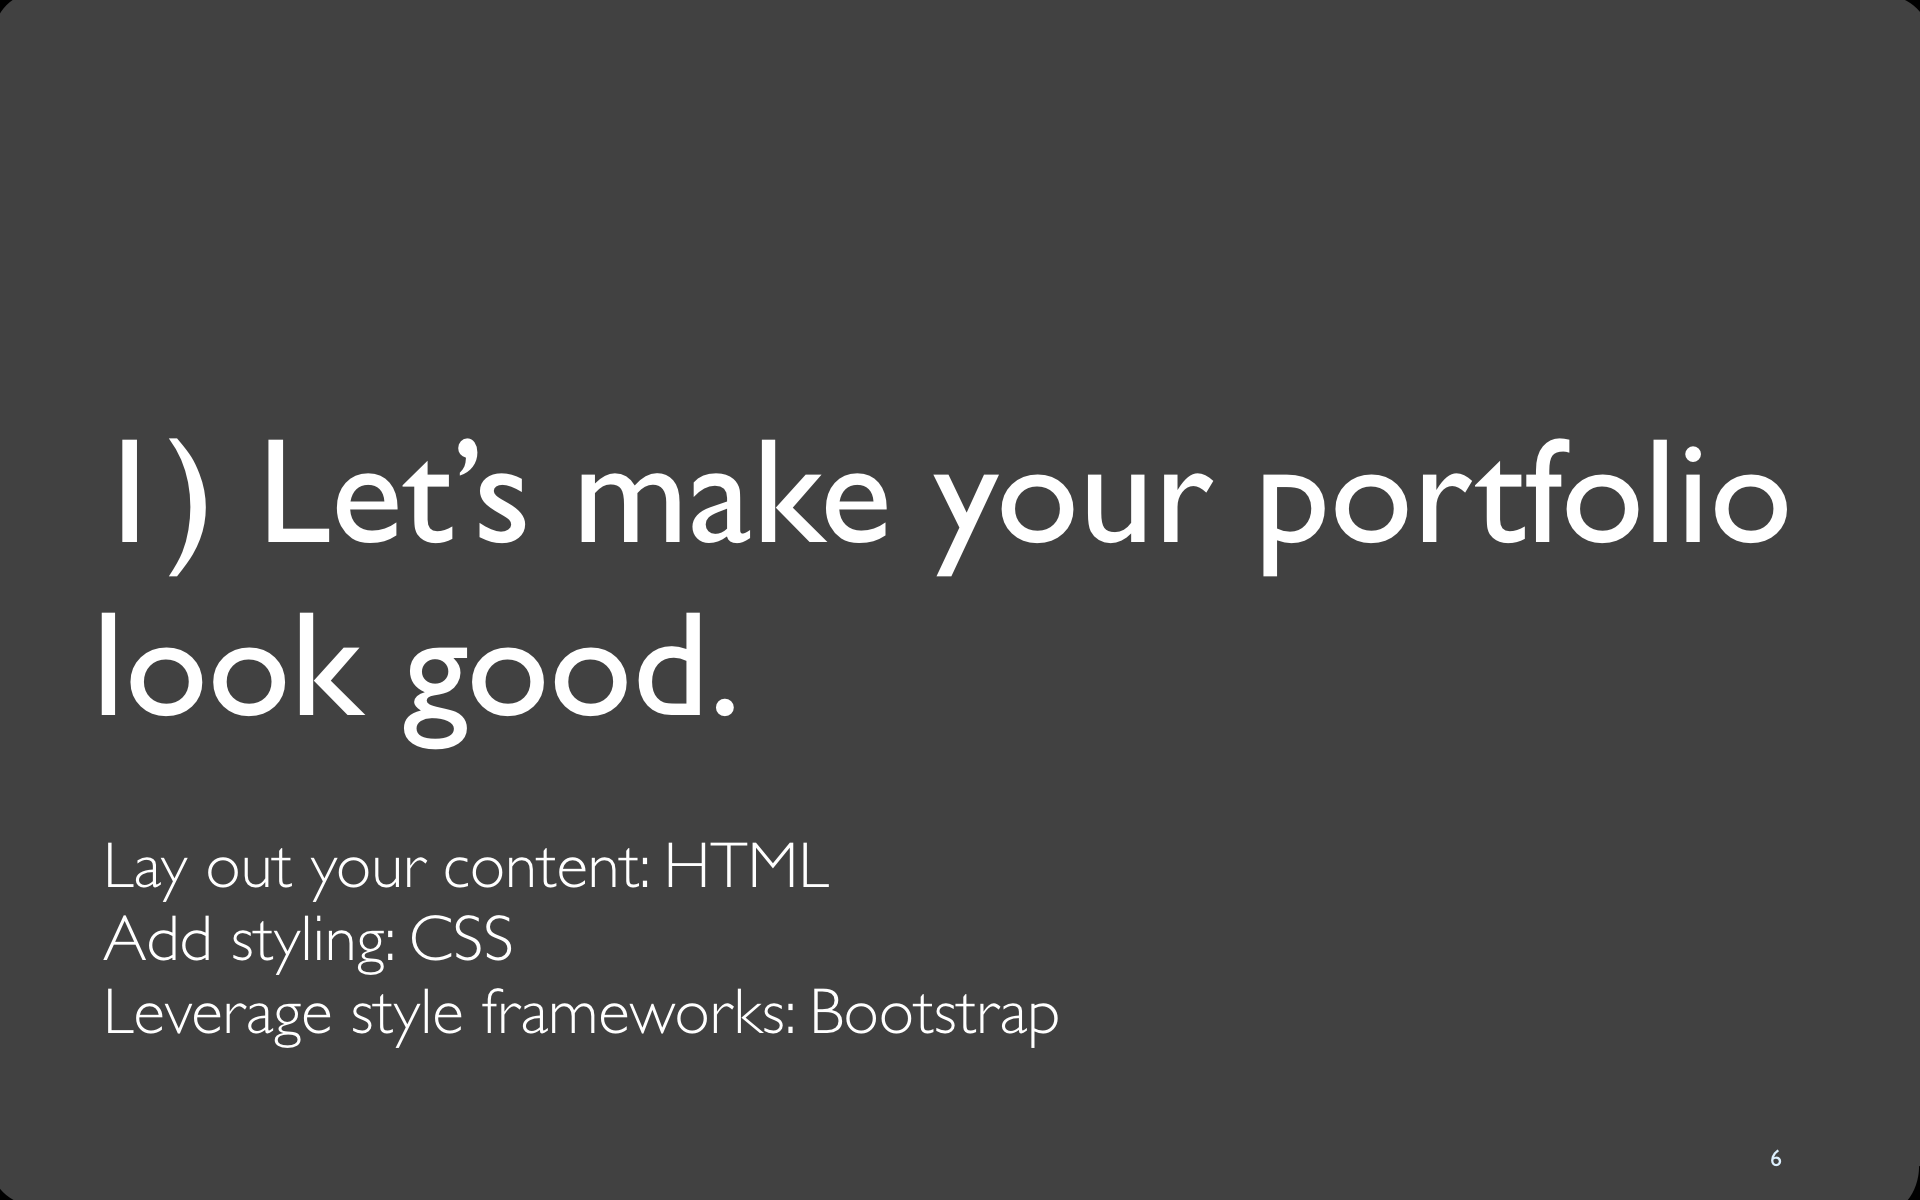 1) Let’s make your portfolio
look good.
Lay out your content: HTML
Add styling: CSS
Leverage style frameworks: Bootstrap
6